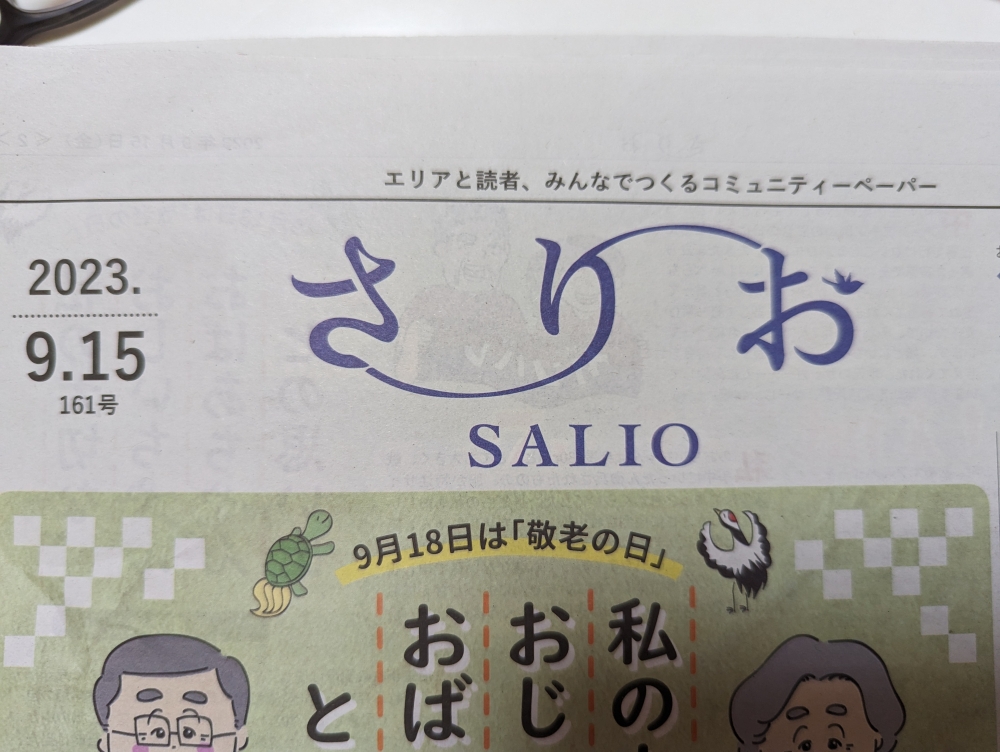 エリアと読者、みんなでつくるコミュニティーペーパー
2023.
9.15
161号
さりお
SALIO
9月18日は「敬老の日」
私の
おじ
おば
と